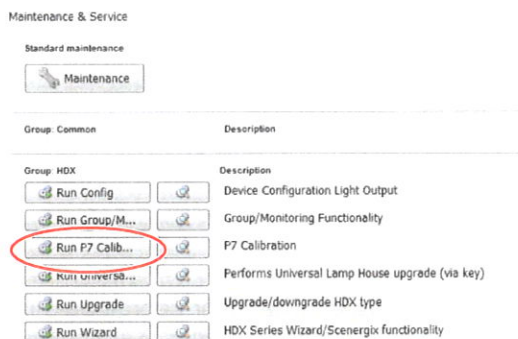 Maintenance & Service
Standard maintenance
Maintenance
Group: Common Description
Group: HDX Description
Run Config Device Configuration Light Output
Run Group/M... Group/Monitoring Functionality
Run P7 Calib... P7 Calibration
Run Universa... Performs Universal Lamp House upgrade (via key)
Run Upgrade Upgrade/downgrade HDX type
Run Wizard HDX Series Wizard/Scenergix functionality